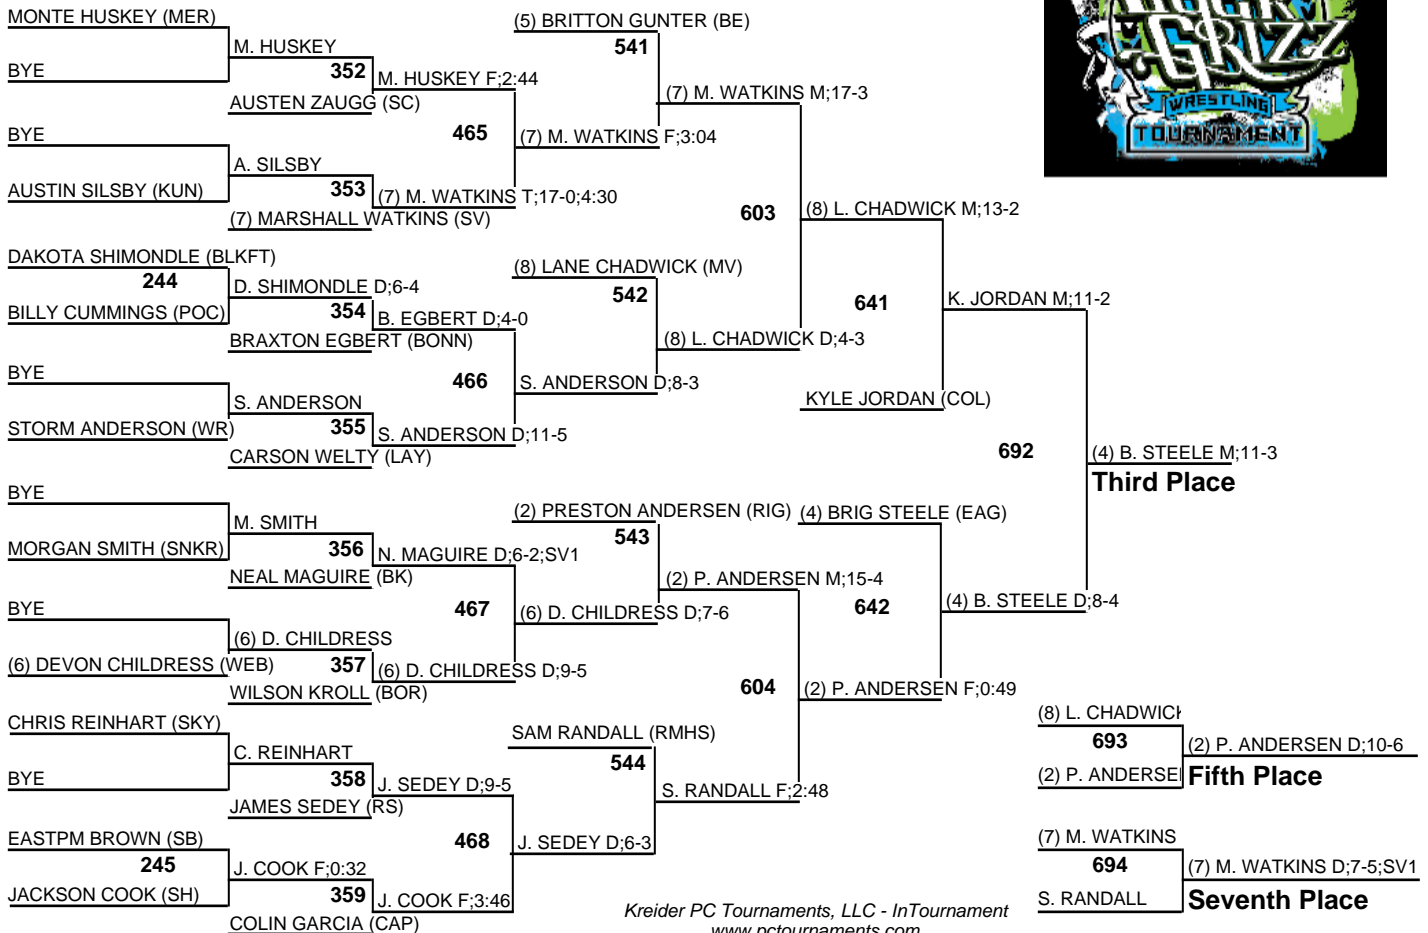 MONTE HUSKEY (MER)
BYE
M. HUSKEY
352
AUSTEN ZAUGG (SC)
M. HUSKEY F;2:44
BYE
AUSTIN SILSBY (KUN)
A. SILSBY
353
(7) MARSHALL WATKINS (SV)
(7) M. WATKINS T;17-0;4:30
465
(7) M. WATKINS F;3:04
(5) BRITTON GUNTER (BE)
541
(7) M. WATKINS M;17-3
DAKOTA SHIMONDLE (BLKFT)
244
BILLY CUMMINGS (POC)
D. SHIMONDLE D;6-4
354
BRAXTON EGBERT (BONN)
B. EGBERT D;4-0
BYE
STORM ANDERSON (WR)
S. ANDERSON
355
CARSON WELTY (LAY)
S. ANDERSON D;11-5
466
S. ANDERSON D;8-3
(8) LANE CHADWICK (MV)
542
(8) L. CHADWICK D;4-3
603
(8) L. CHADWICK M;13-2
641
KYLE JORDAN (COL)
K. JORDAN M;11-2
BYE
MORGAN SMITH (SNKR)
M. SMITH
356
NEAL MAGUIRE (BK)
N. MAGUIRE D;6-2;SV1
BYE
(6) DEVON CHILDRESS (WEB)
(6) D. CHILDRESS
357
WILSON KROLL (BOR)
(6) D. CHILDRESS D;9-5
467
(6) D. CHILDRESS D;7-6
(2) PRESTON ANDERSEN (RIG)
543
(2) P. ANDERSEN M;15-4
CHRIS REINHART (SKY)
BYE
C. REINHART
358
JAMES SEDEY (RS)
J. SEDEY D;9-5
EASTPM BROWN (SB)
245
JACKSON COOK (SH)
J. COOK F;0:32
359
COLIN GARCIA (CAP)
J. COOK F;3:46
468
J. SEDEY D;6-3
SAM RANDALL (RMHS)
544
S. RANDALL F;2:48
604
(2) P. ANDERSEN F;0:49
(4) BRIG STEELE (EAG)
642
(4) B. STEELE D;8-4
692
(4) B. STEELE M;11-3
Third Place
(8) L. CHADWICK
693
(2) P. ANDERSE
(2) P. ANDERSEN D;10-6
Fifth Place
(7) M. WATKINS
694
S. RANDALL
(7) M. WATKINS D;7-5;SV1
Seventh Place
GRIZZ
WRESTLING
TOURNAMENT
Kreider PC Tournaments, LLC - InTournament
www.pctournaments.com